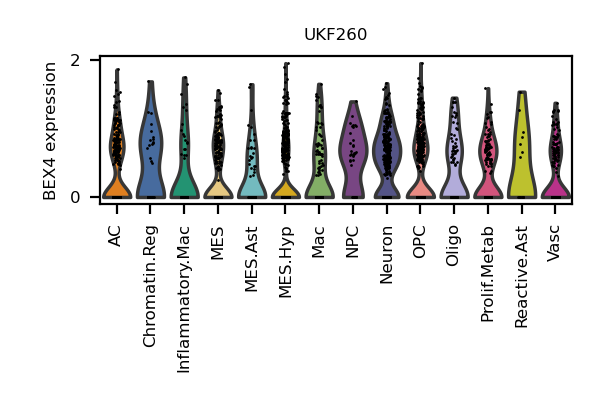 UKF260
BEX4 expression
2
0
AC
Chromatin.Reg
Inflammatory.Mac
MES
MES.Ast
MES.Hyp
Mac
NPC
Neuron
OPC
Oligo
Prolif.Metab
Reactive.Ast
Vasc